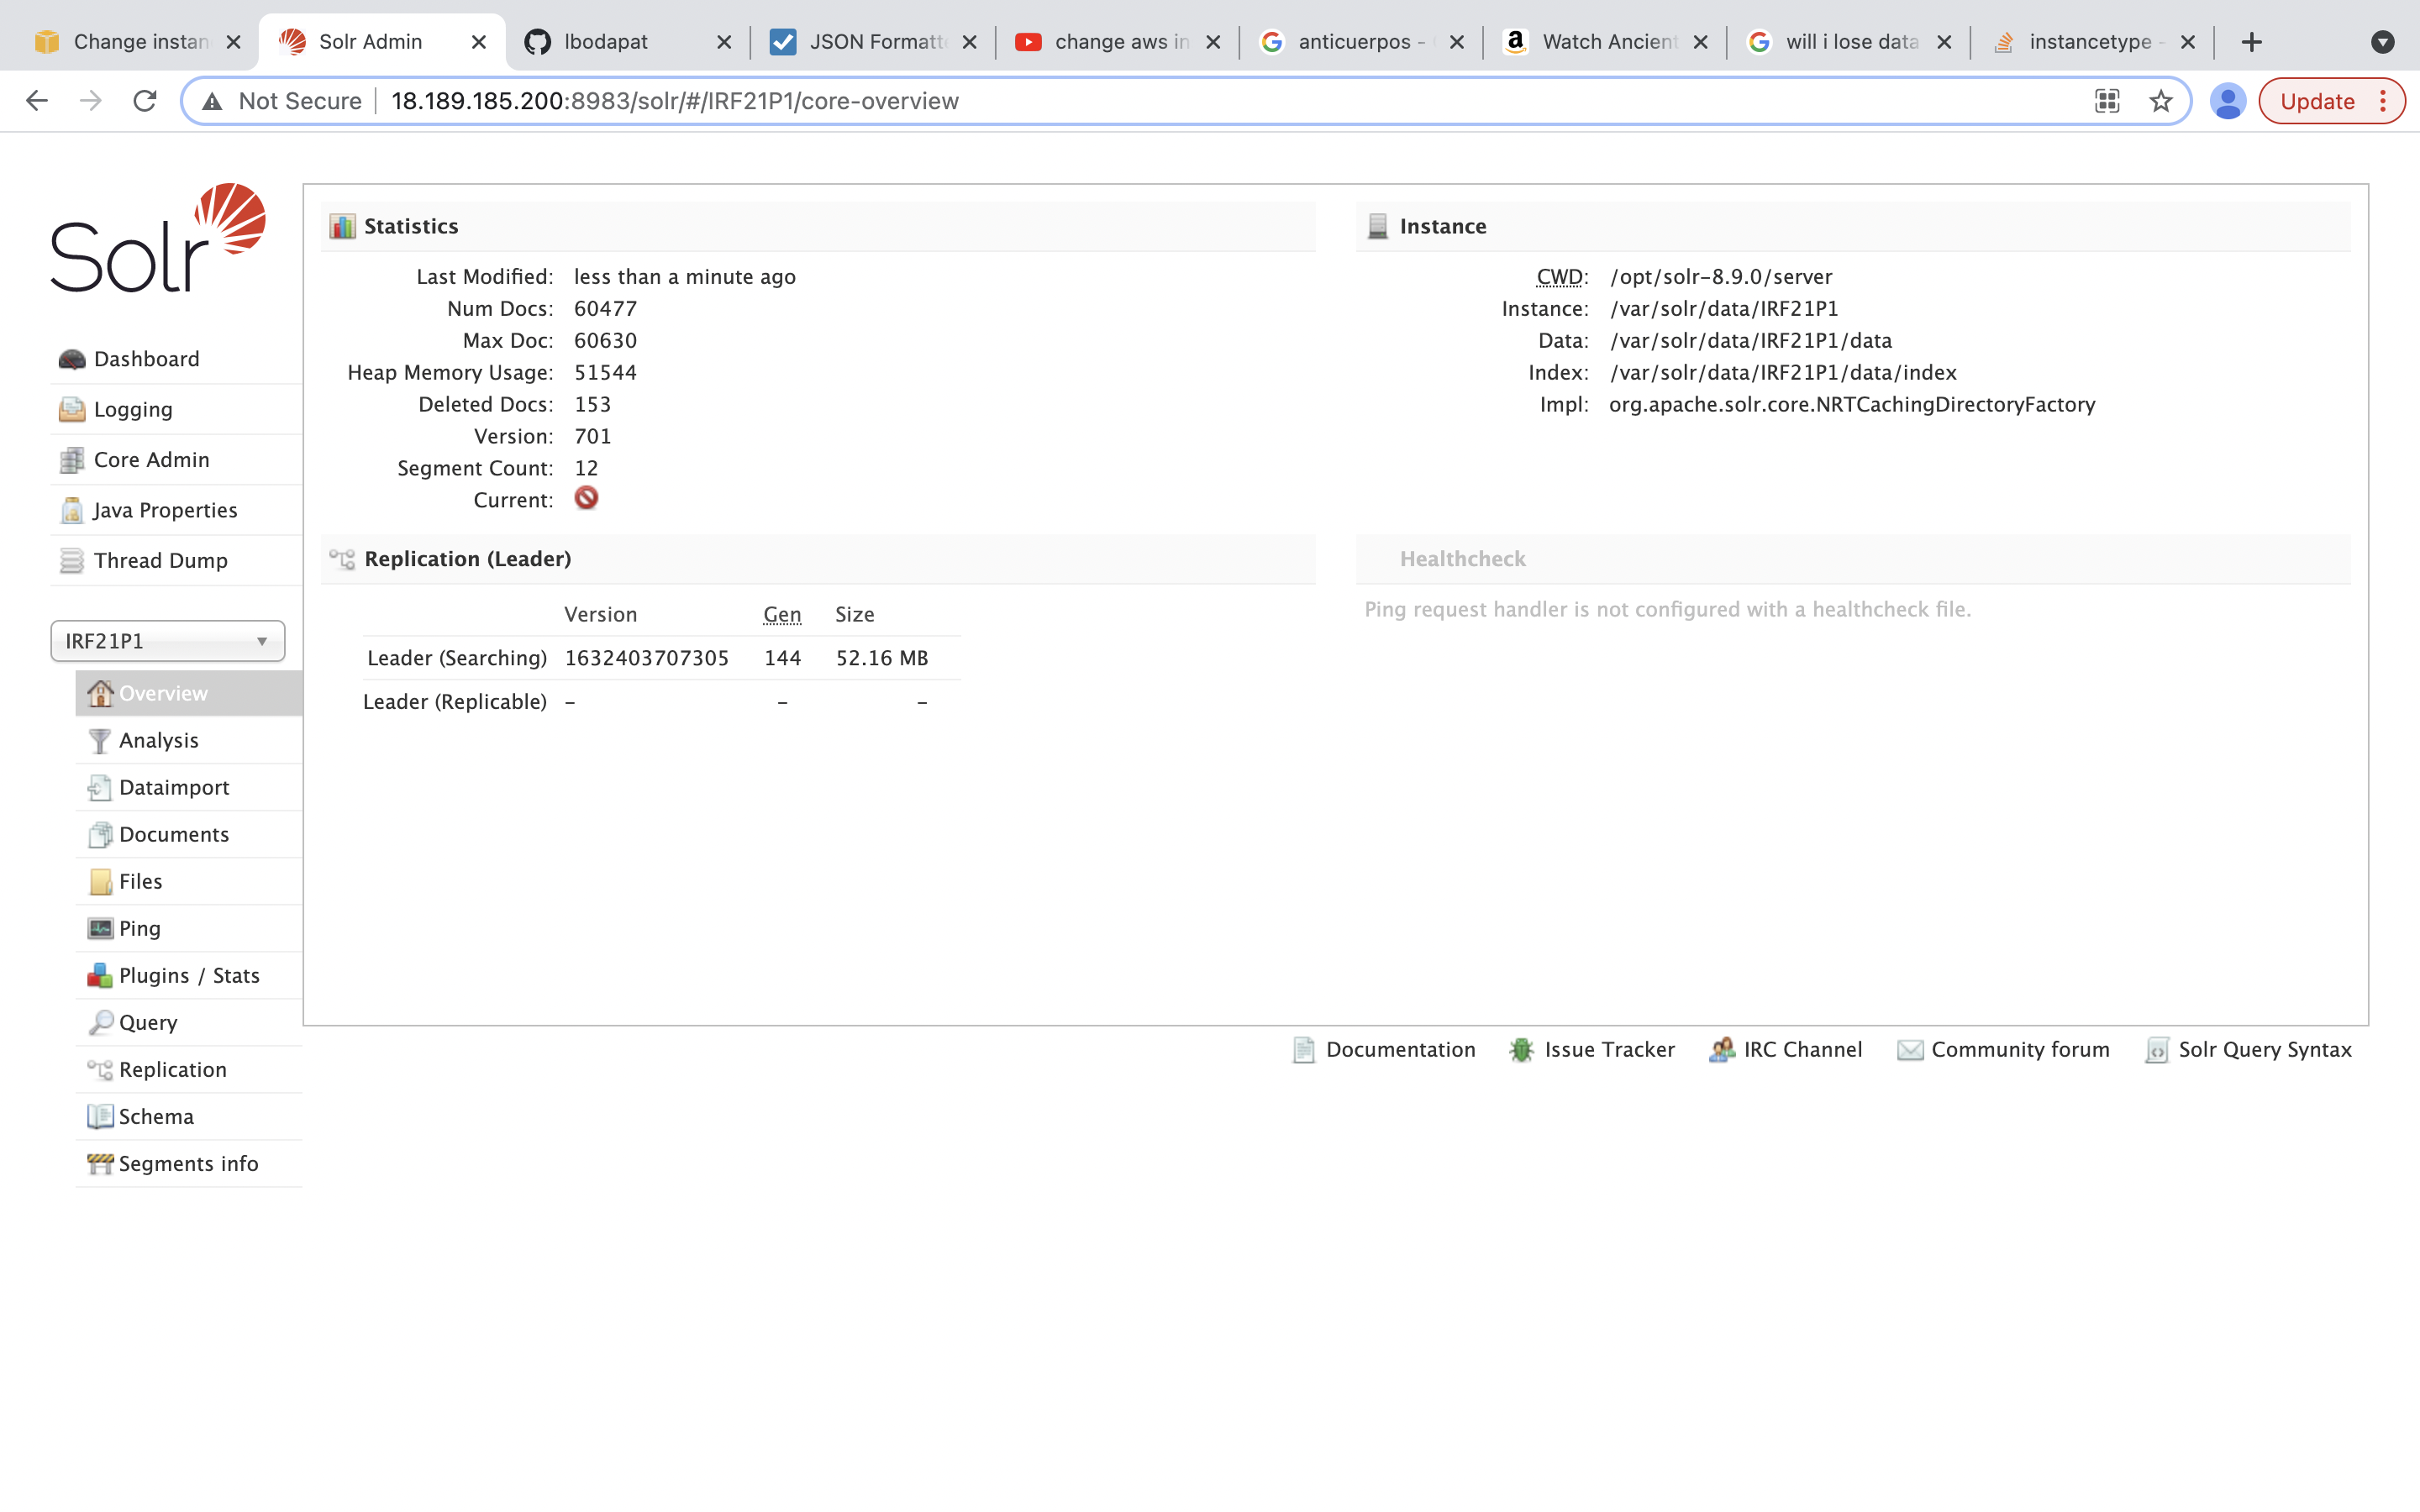 Change instan
Solr Admin
lbodapat
JSON Formatt
change aws in
anticuerpos -
Watch Ancient
will i lose data
instancetype -
Not Secure
18.189.185.200:8983/solr/#/IRF21P1/core-overview
Update
Solr
Dashboard
Logging
Core Admin
Java Properties
Thread Dump
IRF21P1
Overview
Analysis
Dataimport
Documents
Files
Ping
Plugins / Stats
Query
Replication
Schema
Segments info
Statistics
Last Modified: less than a minute ago
Num Docs: 60477
Max Doc: 60630
Heap Memory Usage: 51544
Deleted Docs: 153
Version: 701
Segment Count: 12
Current:
Instance
CWD: /opt/solr-8.9.0/server
Instance: /var/solr/data/IRF21P1
Data: /var/solr/data/IRF21P1/data
Index: /var/solr/data/IRF21P1/data/index
Impl: org.apache.solr.core.NRTCachingDirectoryFactory
Replication (Leader)
Version Gen Size
Leader (Searching) 1632403707305 144 52.16 MB
Leader (Replicable) – – –
Healthcheck
Ping request handler is not configured with a healthcheck file.
Documentation
Issue Tracker
IRC Channel
Community forum
Solr Query Syntax